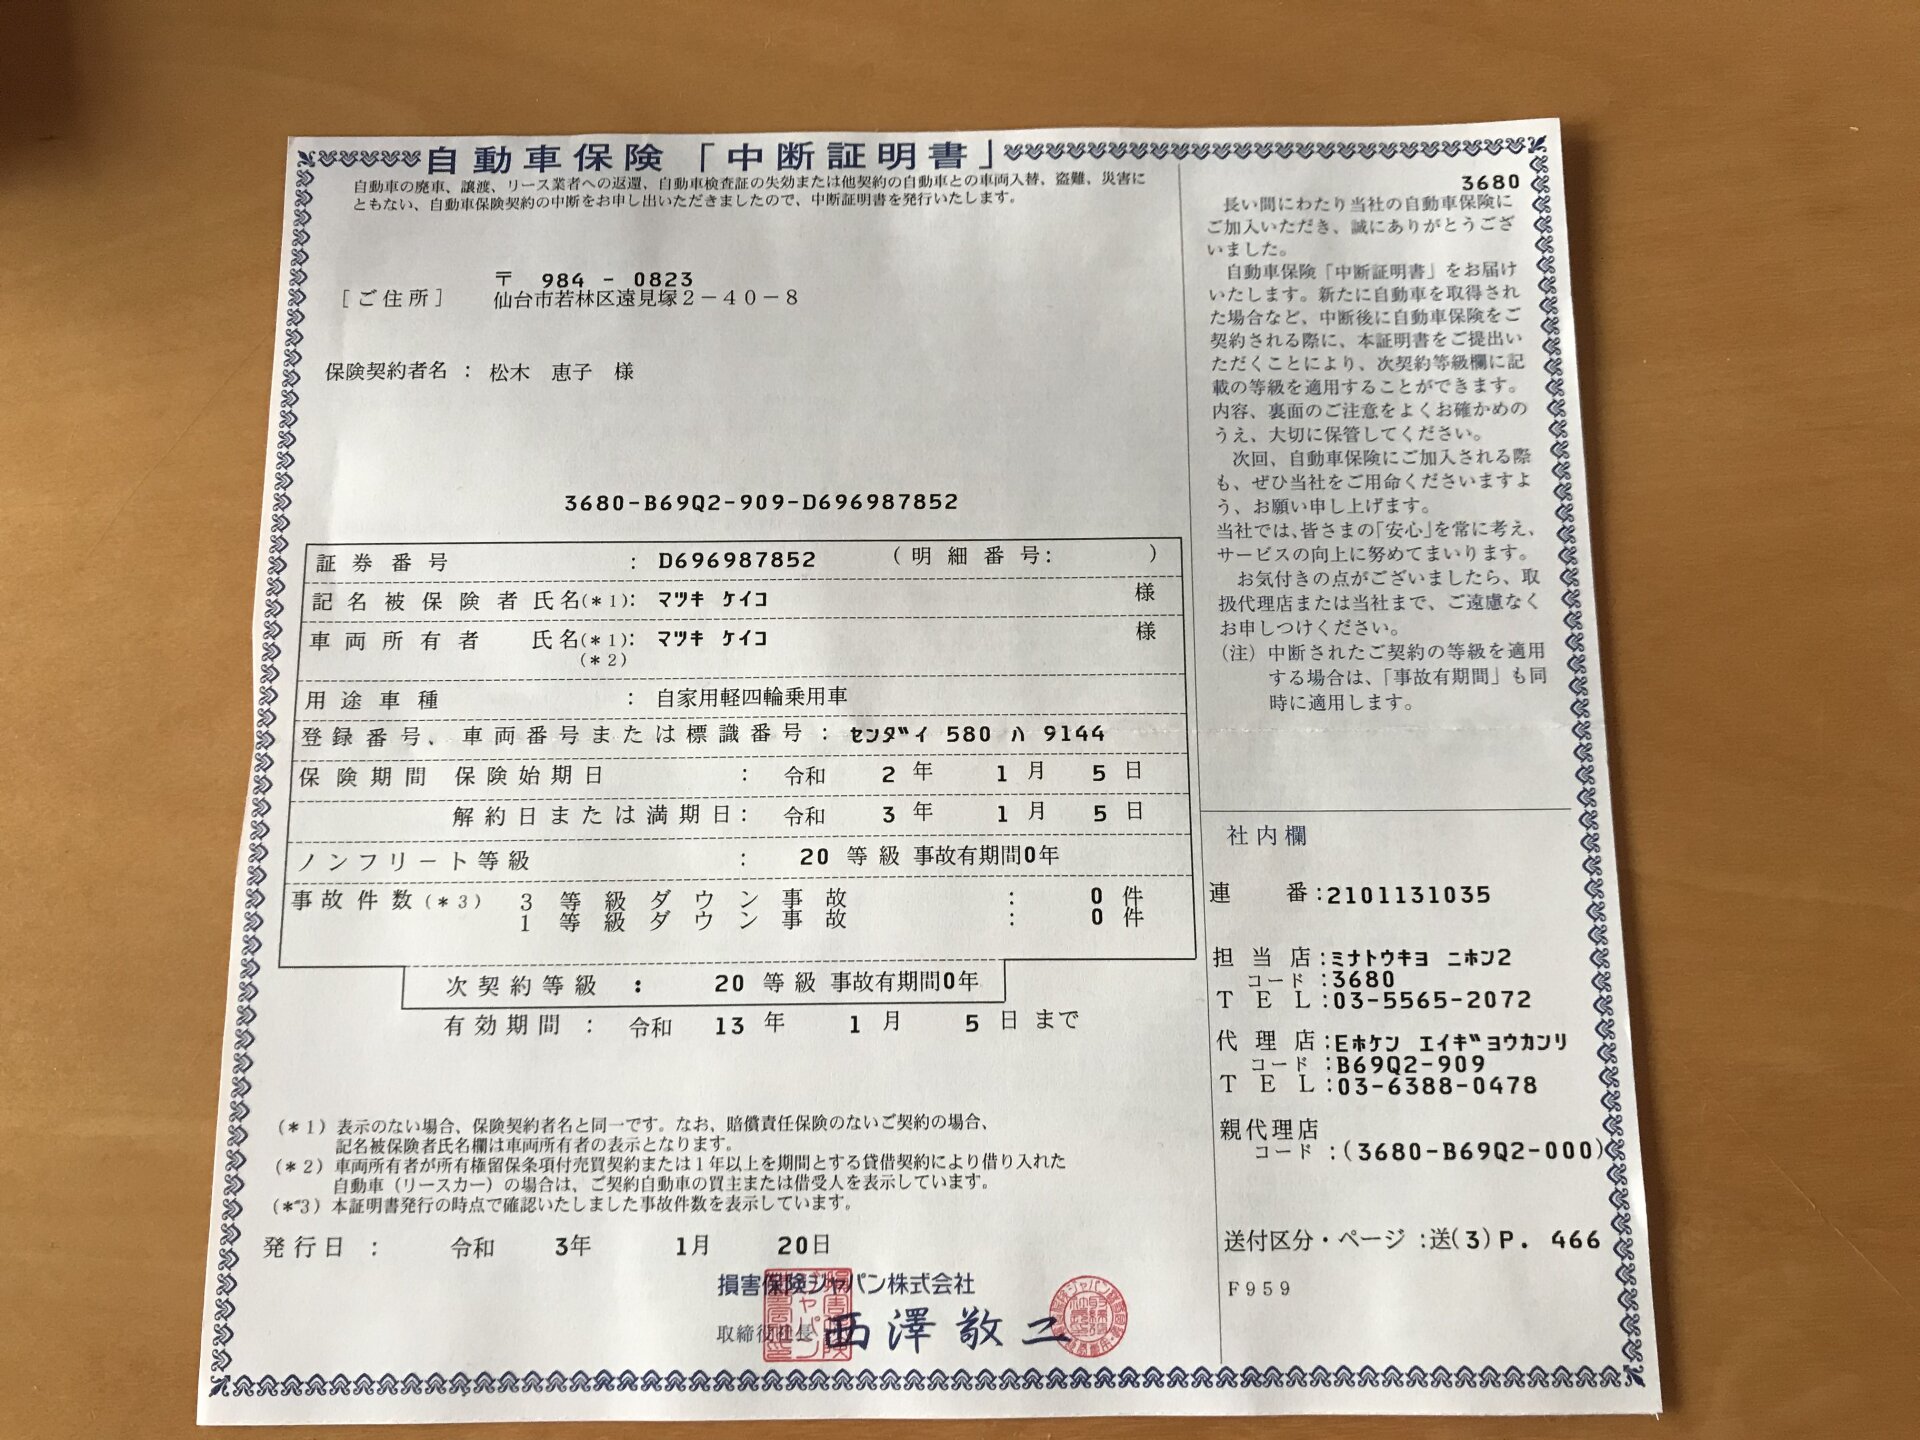 自動車保険「中断証明書」
自動車の廃車、譲渡、リース業者への返還、自動車検査証の失効または他契約の自動車との車両入替、盗難、災害に
ともない、自動車保険契約の中断をお申し出いただきましたので、中断証明書を発行いたします。
〒 984 - 0823
［ご住所］ 仙台市若林区遠見塚２－４０－８
保険契約者名 ： 松木　恵子　様
3680-B69Q2-909-D696987852
証券番号 ： D696987852 （明細番号： ）
記名被保険者氏名(＊1)： マツキ ケイコ 様
車両所有者 氏名(＊1)： マツキ ケイコ 様
(＊2)
用途車種 ： 自家用軽四輪乗用車
登録番号、車両番号または標識番号： センダイ 580 ハ 9144
保険期間 保険始期日 ： 令和 2 年 1 月 5 日
解約日または満期日： 令和 3 年 1 月 5 日
ノンフリート等級 ： 20 等級 事故有期間0年
事故件数(＊3) 3 等級ダウン事故 ： 0 件
1 等級ダウン事故 ： 0 件
次契約等級 ： 20 等級 事故有期間0年
有効期間 ： 令和 13 年 1 月 5 日 まで
(＊1) 表示のない場合、保険契約者名と同一です。なお、賠償責任保険のないご契約の場合、
記名被保険者氏名欄は車両所有者の表示となります。
(＊2) 車両所有者が所有権留保条項付売買契約または1年以上を期間とする貸借契約により借り入れた
自動車（リースカー）の場合は、ご契約自動車の買主または借受人を表示しています。
(＊3) 本証明書発行の時点で確認いたしました事故件数を表示しています。
発行日 ： 令和 3年 1月 20日
損害保険ジャパン株式会社
取締役社長 西澤敬二
3680
長い間にわたり当社の自動車保険に
ご加入いただき、誠にありがとうござ
いました。
自動車保険「中断証明書」をお届け
いたします。新たに自動車を取得され
た場合など、中断後に自動車保険をご
契約される際に、本証明書をご提出い
ただくことにより、次契約等級欄に記
載の等級を適用することができます。
内容、裏面のご注意をよくお確かめの
うえ、大切に保管してください。
次回、自動車保険にご加入される際
も、ぜひ当社をご用命くださいますよ
う、お願い申し上げます。
当社では、皆さまの「安心」を常に考え、
サービスの向上に努めてまいります。
お気付きの点がございましたら、取
扱代理店または当社まで、ご遠慮なく
お申しつけください。
（注）中断されたご契約の等級を適用
する場合は、「事故有期間」も同
時に適用します。
社内欄
連　番：2101131035
担当店：ミナトウキヨ ニホン2
コード：3680
ＴＥＬ：03-5565-2072
代理店：Eホケン エイギヨウカンリ
コード：B69Q2-909
ＴＥＬ：03-6388-0478
親代理店
コード：(3680-B69Q2-000)
送付区分・ページ：送(3)P. 466
F959